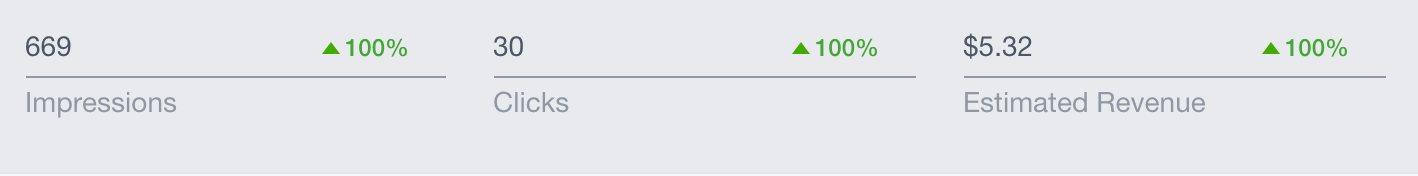 669 ▲100% 30 ▲100% $5.32 ▲100%
Impressions Clicks Estimated Revenue